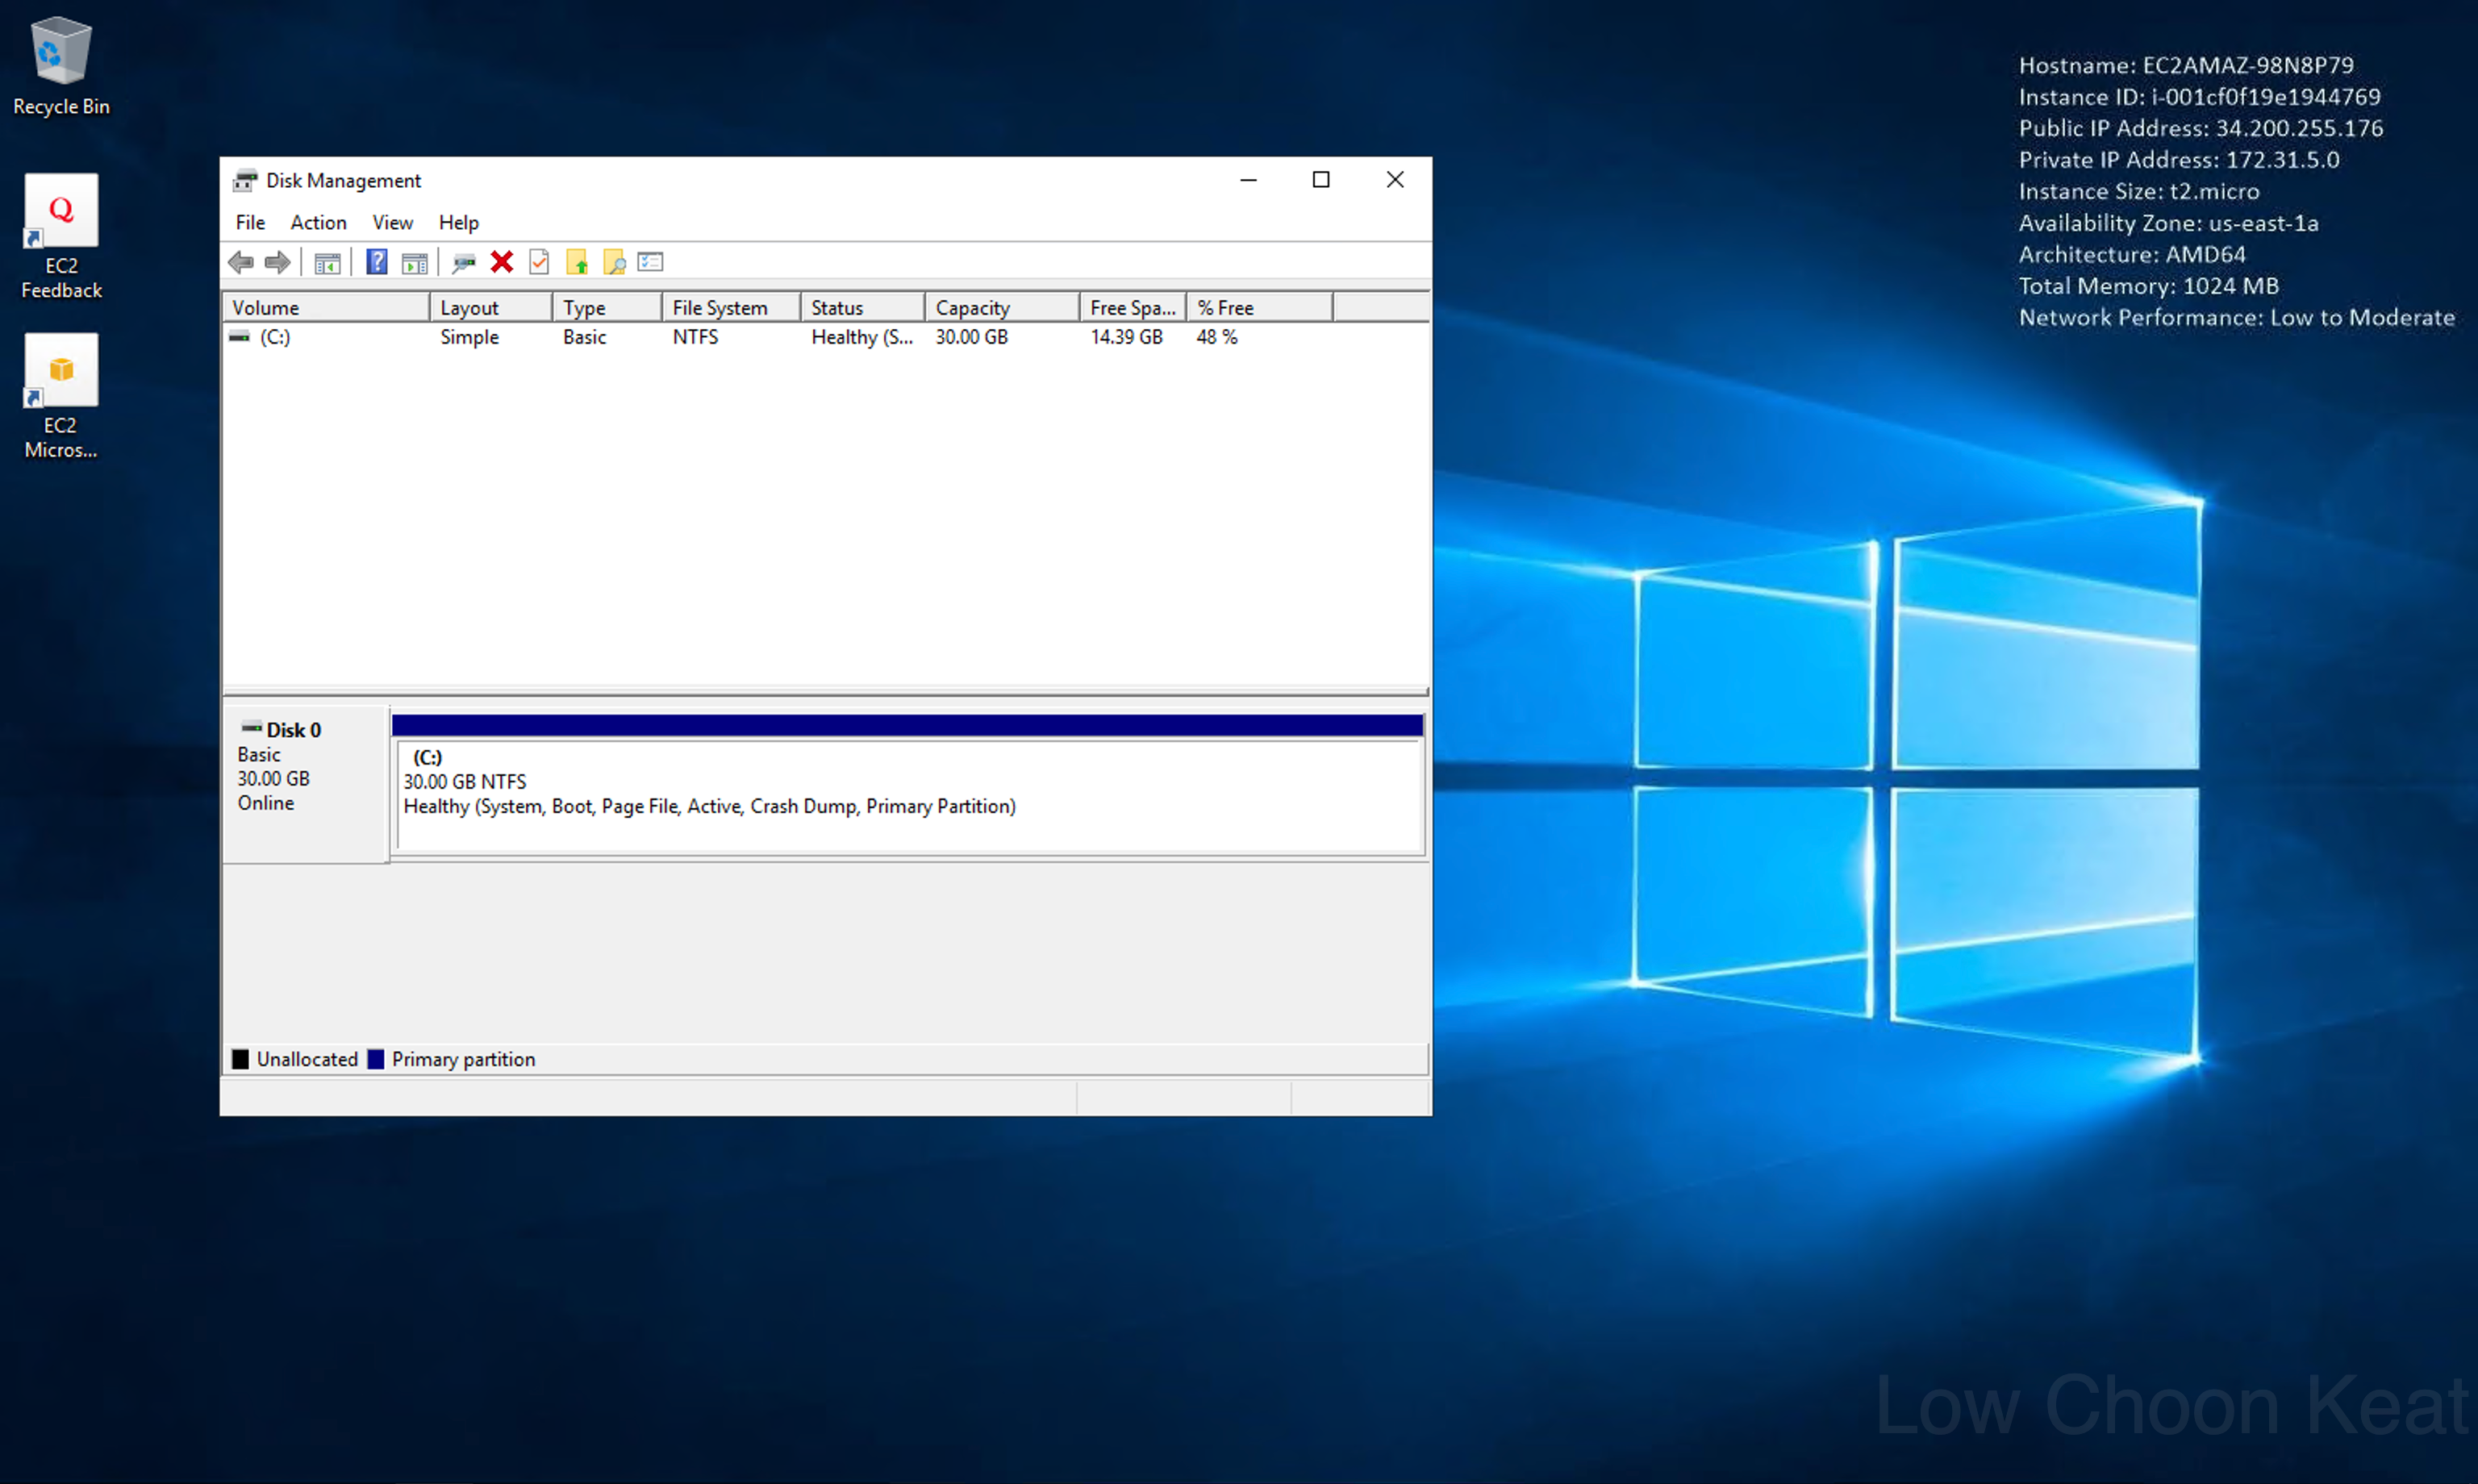 Recycle Bin
EC2
Feedback
EC2
Micros...
Hostname: EC2AMAZ-98N8P79
Instance ID: i-001cf0f19e1944769
Public IP Address: 34.200.255.176
Private IP Address: 172.31.5.0
Instance Size: t2.micro
Availability Zone: us-east-1a
Architecture: AMD64
Total Memory: 1024 MB
Network Performance: Low to Moderate
Disk Management
File Action View Help
Volume Layout Type File System Status Capacity Free Spa... % Free
(C:) Simple Basic NTFS Healthy (S... 30.00 GB 14.39 GB 48 %
Disk 0
Basic
30.00 GB
Online
(C:)
30.00 GB NTFS
Healthy (System, Boot, Page File, Active, Crash Dump, Primary Partition)
Unallocated Primary partition
Low Choon Keat